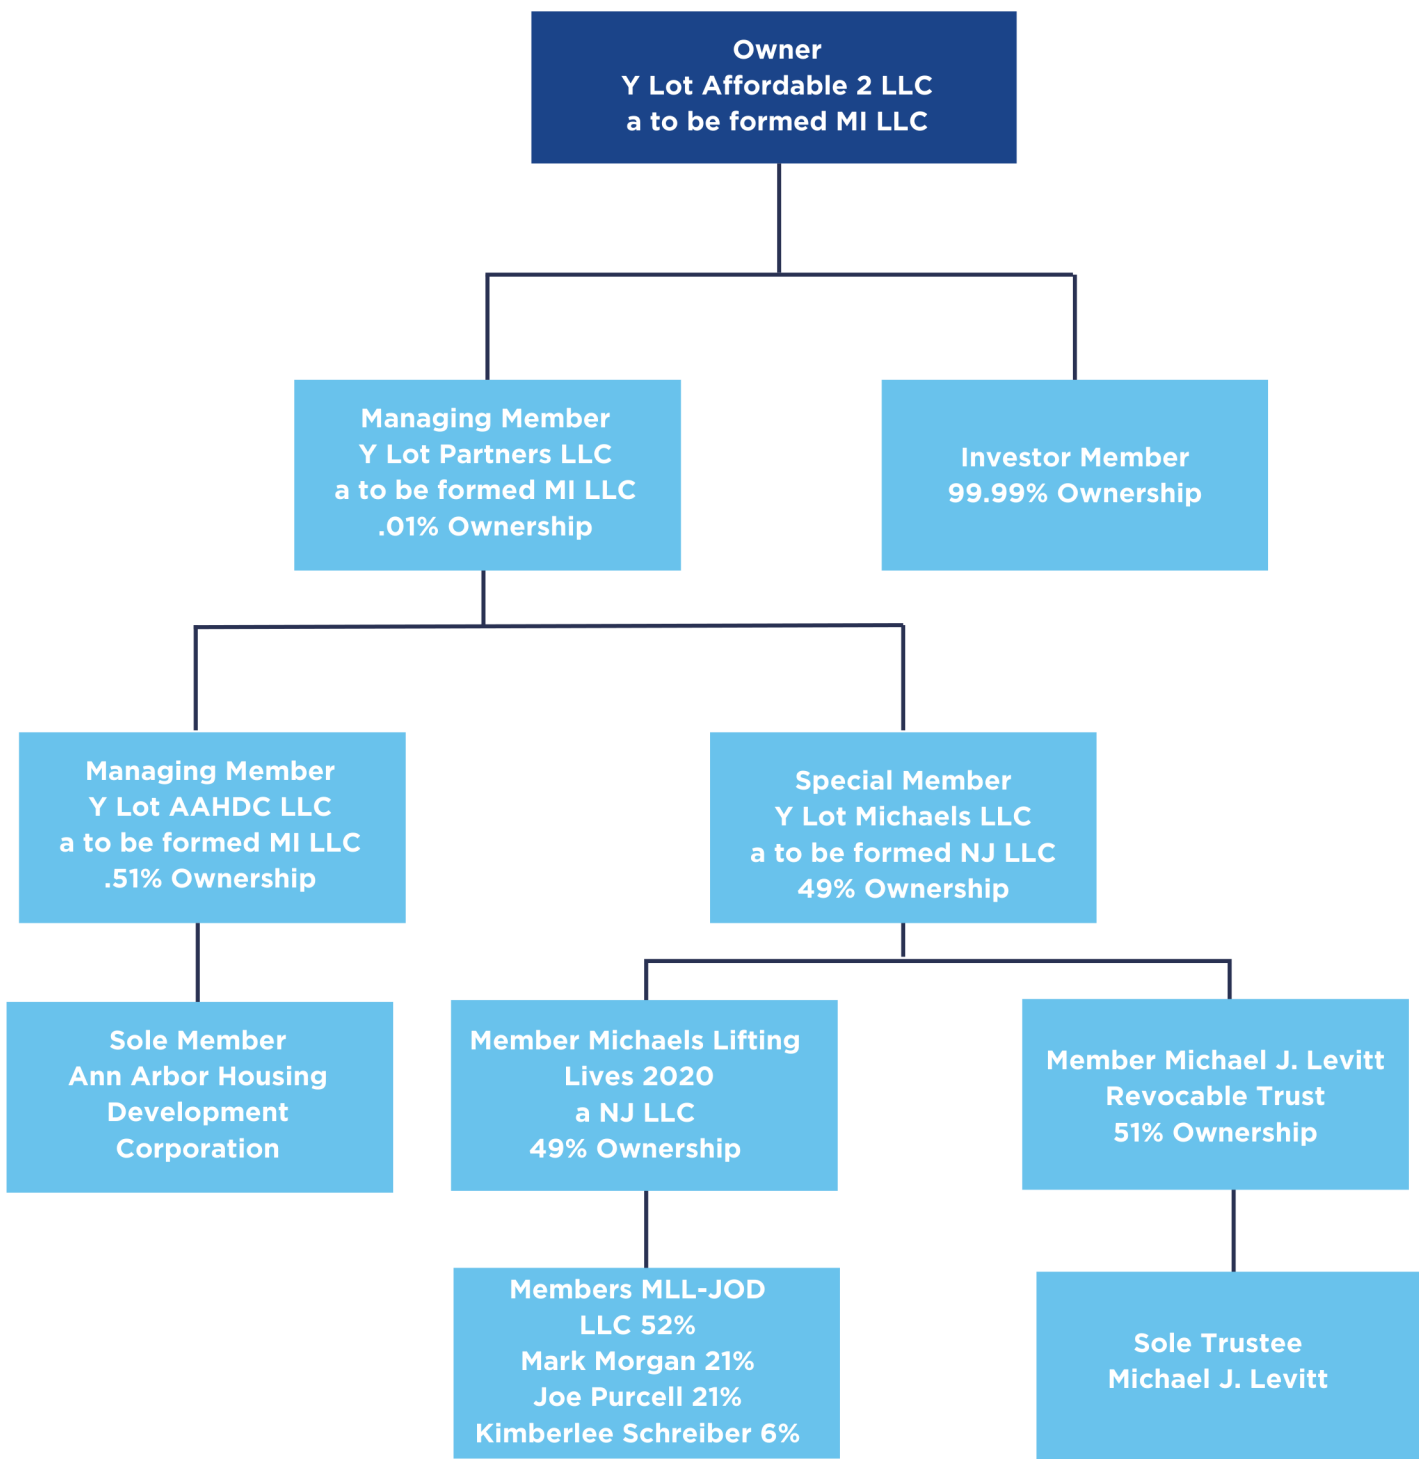 Owner
Y Lot Affordable 2 LLC
a to be formed MI LLC
Managing Member
Y Lot Partners LLC
a to be formed MI LLC
.01% Ownership
Investor Member
99.99% Ownership
Managing Member
Y Lot AAHDC LLC
a to be formed MI LLC
.51% Ownership
Special Member
Y Lot Michaels LLC
a to be formed NJ LLC
49% Ownership
Sole Member
Ann Arbor Housing
Development
Corporation
Member Michaels Lifting
Lives 2020
a NJ LLC
49% Ownership
Member Michael J. Levitt
Revocable Trust
51% Ownership
Members MLL-JOD
LLC 52%
Mark Morgan 21%
Joe Purcell 21%
Kimberlee Schreiber 6%
Sole Trustee
Michael J. Levitt